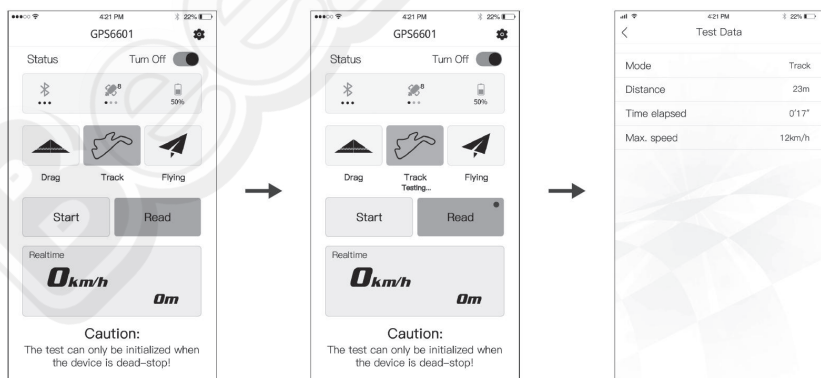 4:21 PM
22%
GPS6601
Status Turn Off
B
50%
Drag Track Flying
Start Read
Realtime
0km/h
0m
Caution:
The test can only be initialized when
the device is dead-stop!
4:21 PM
22%
GPS6601
Status Turn Off
B
50%
Drag Track Flying
Testing...
Start Read
Realtime
0km/h
0m
Caution:
The test can only be initialized when
the device is dead-stop!
4:21 PM
22%
Test Data
Mode Track
Distance 23m
Time elapsed 0'17"
Max. speed 12km/h